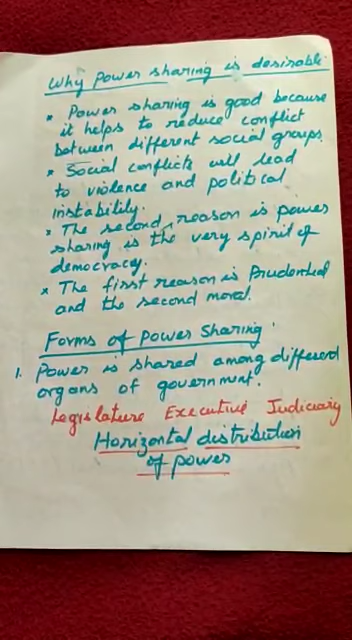 Why power sharing is desirable
* Power sharing is good because
it helps to reduce conflict
between different social groups.
* Social conflicts will lead
to violence and political
instability.
* The second reason is power
sharing is the very spirit of
democracy.
* The first reason is Prudential
and the second moral.
Forms of Power Sharing
1. Power is shared among different
organs of government.
Legislature Executive Judiciary
Horizontal distribution
of power